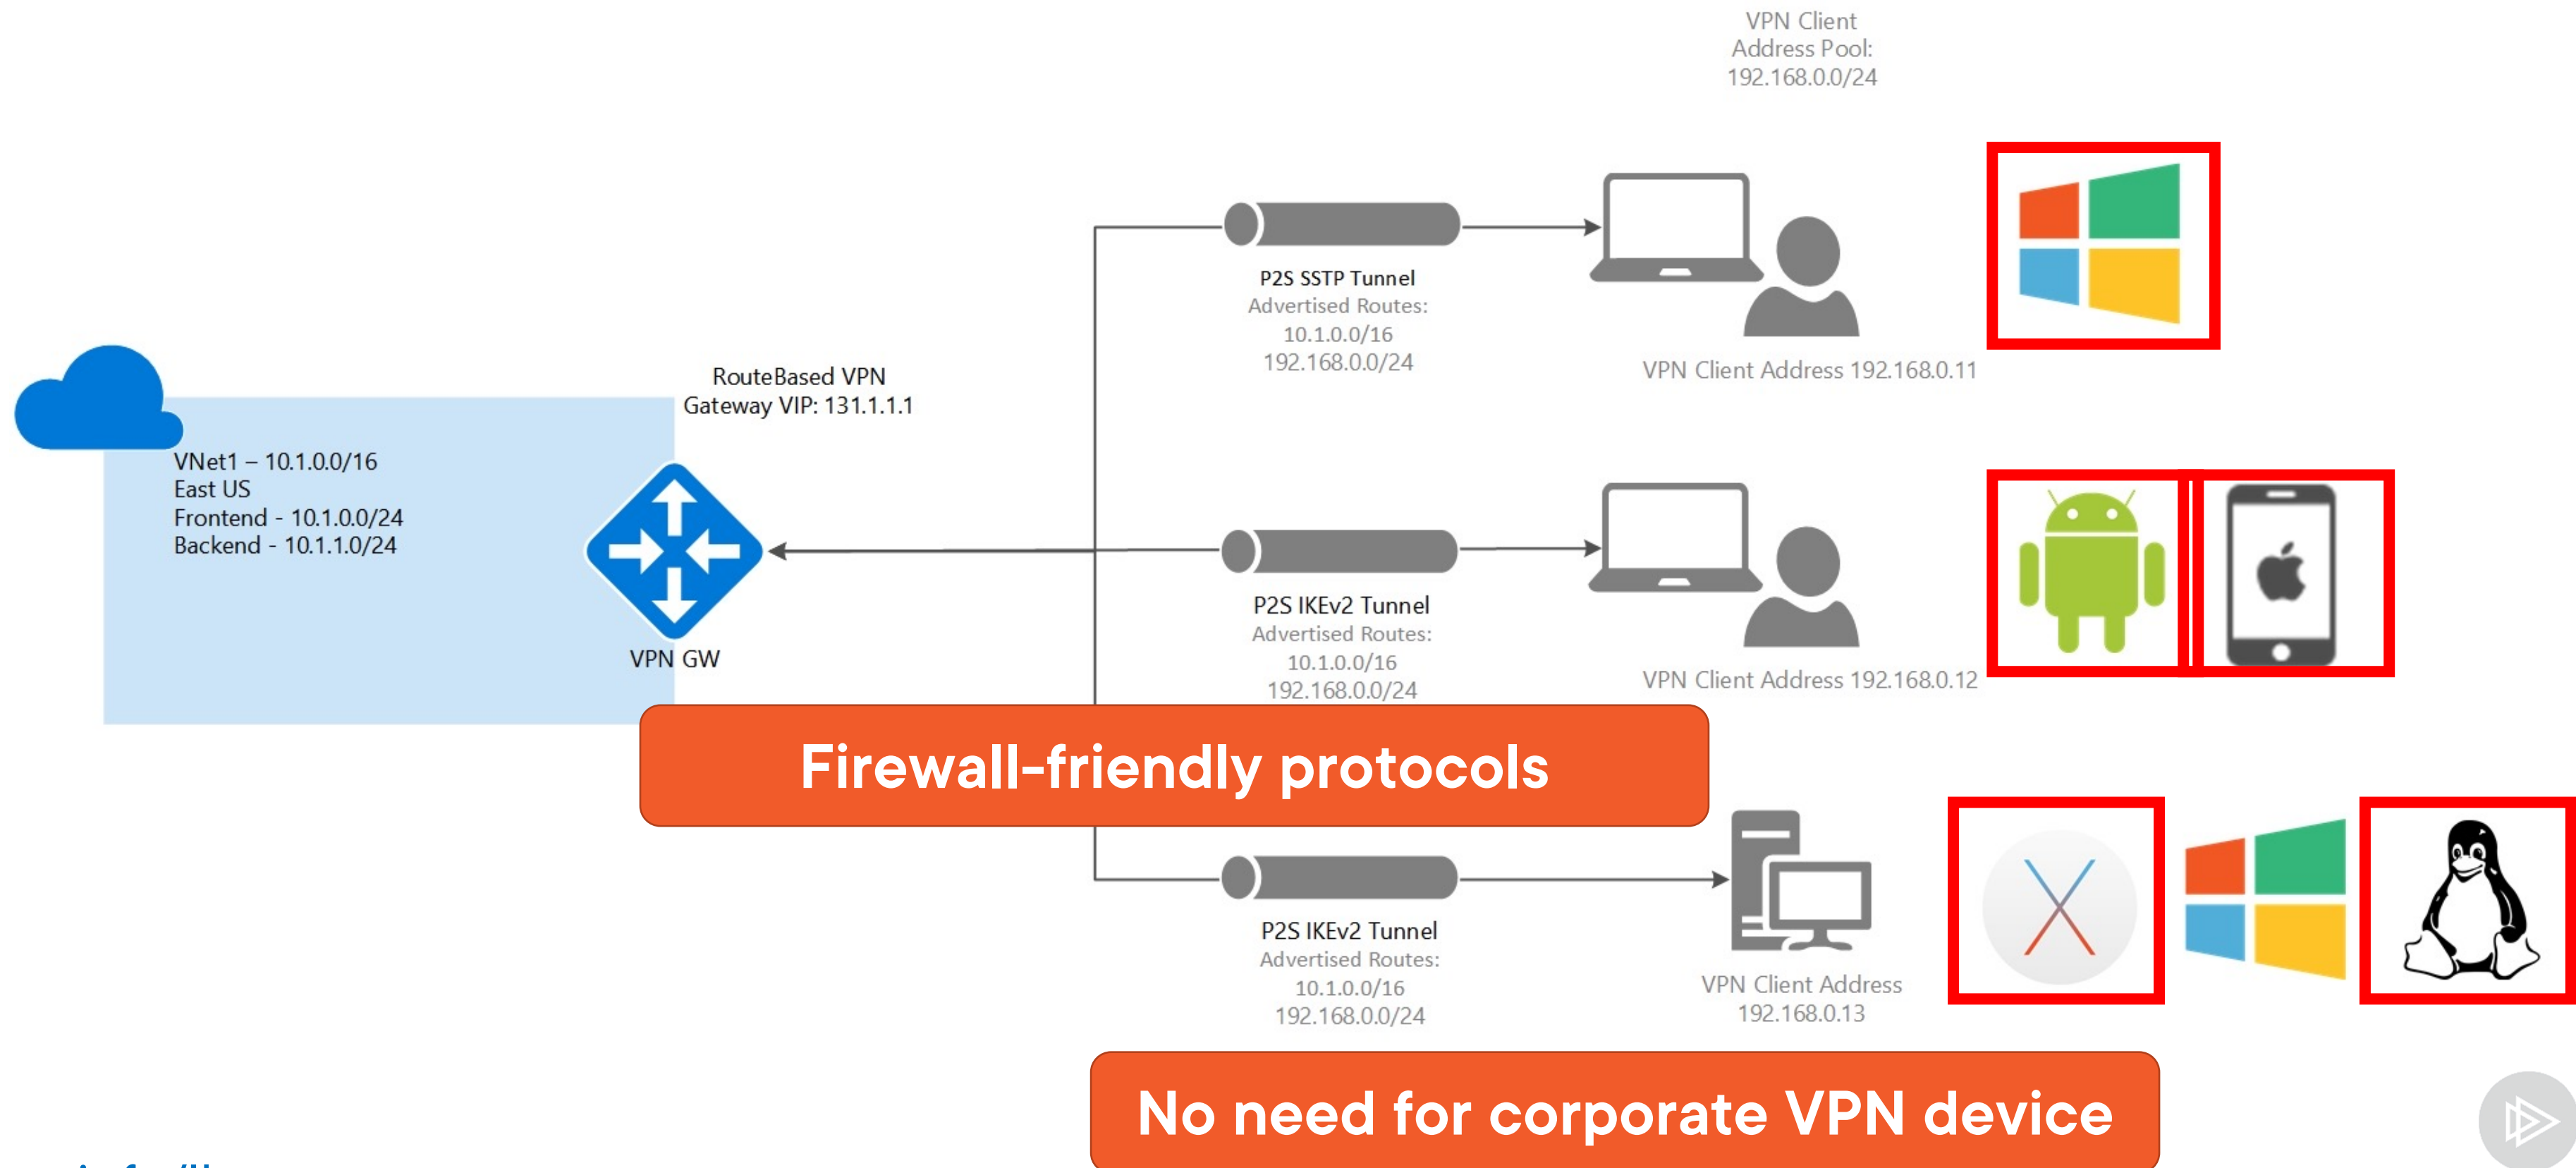 VPN Client
Address Pool:
192.168.0.0/24
P2S SSTP Tunnel
Advertised Routes:
10.1.0.0/16
192.168.0.0/24
VPN Client Address 192.168.0.11
RouteBased VPN
Gateway VIP: 131.1.1.1
VNet1 – 10.1.0.0/16
East US
Frontend - 10.1.0.0/24
Backend - 10.1.1.0/24
VPN GW
P2S IKEv2 Tunnel
Advertised Routes:
10.1.0.0/16
192.168.0.0/24
VPN Client Address 192.168.0.12
Firewall-friendly protocols
P2S IKEv2 Tunnel
Advertised Routes:
10.1.0.0/16
192.168.0.0/24
VPN Client Address
192.168.0.13
No need for corporate VPN device